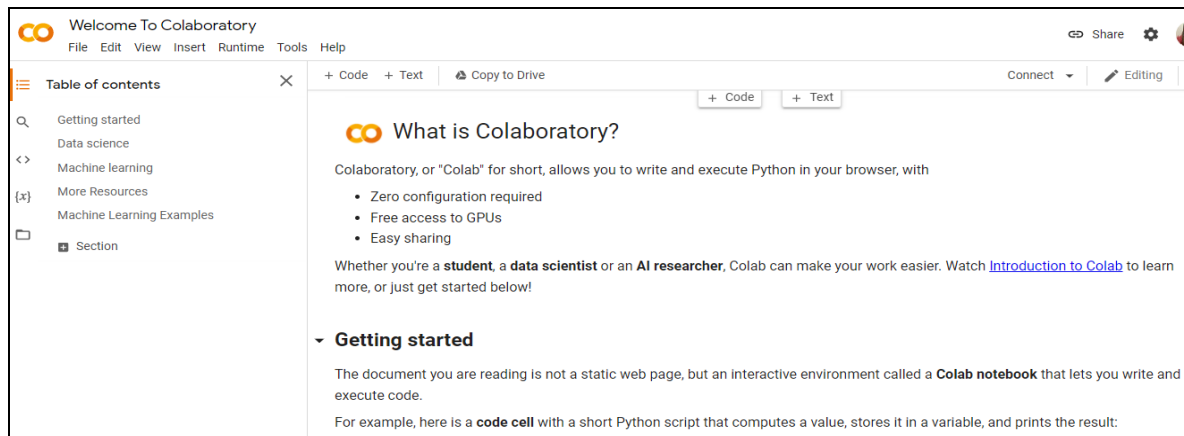 Welcome To Colaboratory
File Edit View Insert Runtime Tools Help
Share
Table of contents
+ Code + Text Copy to Drive
Connect Editing
+ Code + Text
Getting started
Data science
Machine learning
{x} More Resources
Machine Learning Examples
Section
What is Colaboratory?
Colaboratory, or "Colab" for short, allows you to write and execute Python in your browser, with
• Zero configuration required
• Free access to GPUs
• Easy sharing
Whether you're a student, a data scientist or an AI researcher, Colab can make your work easier. Watch Introduction to Colab to learn
more, or just get started below!
Getting started
The document you are reading is not a static web page, but an interactive environment called a Colab notebook that lets you write and
execute code.
For example, here is a code cell with a short Python script that computes a value, stores it in a variable, and prints the result: